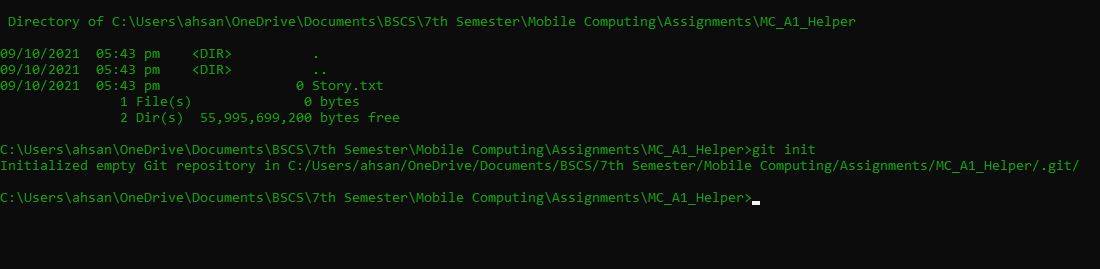 Directory of C:\Users\ahsan\OneDrive\Documents\BSCS\7th Semester\Mobile Computing\Assignments\MC_A1_Helper
09/10/2021  05:43 pm    <DIR>          .
09/10/2021  05:43 pm    <DIR>          ..
09/10/2021  05:43 pm                 0 Story.txt
               1 File(s)              0 bytes
               2 Dir(s)  55,995,699,200 bytes free
C:\Users\ahsan\OneDrive\Documents\BSCS\7th Semester\Mobile Computing\Assignments\MC_A1_Helper>git init
Initialized empty Git repository in C:/Users/ahsan/OneDrive/Documents/BSCS/7th Semester/Mobile Computing/Assignments/MC_A1_Helper/.git/
C:\Users\ahsan\OneDrive\Documents\BSCS\7th Semester\Mobile Computing\Assignments\MC_A1_Helper>